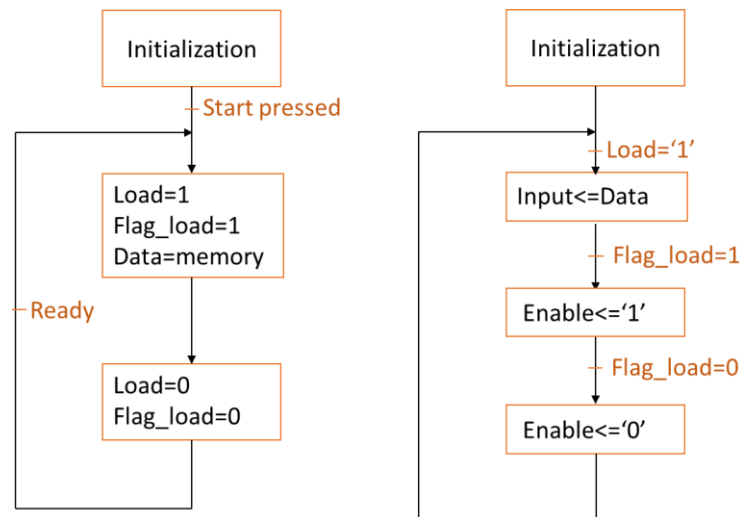 Initialization
Start pressed
Load=1
Flag_load=1
Data=memory
Ready
Load=0
Flag_load=0
Initialization
Load=‘1’
Input<=Data
Flag_load=1
Enable<=‘1’
Flag_load=0
Enable<=‘0’